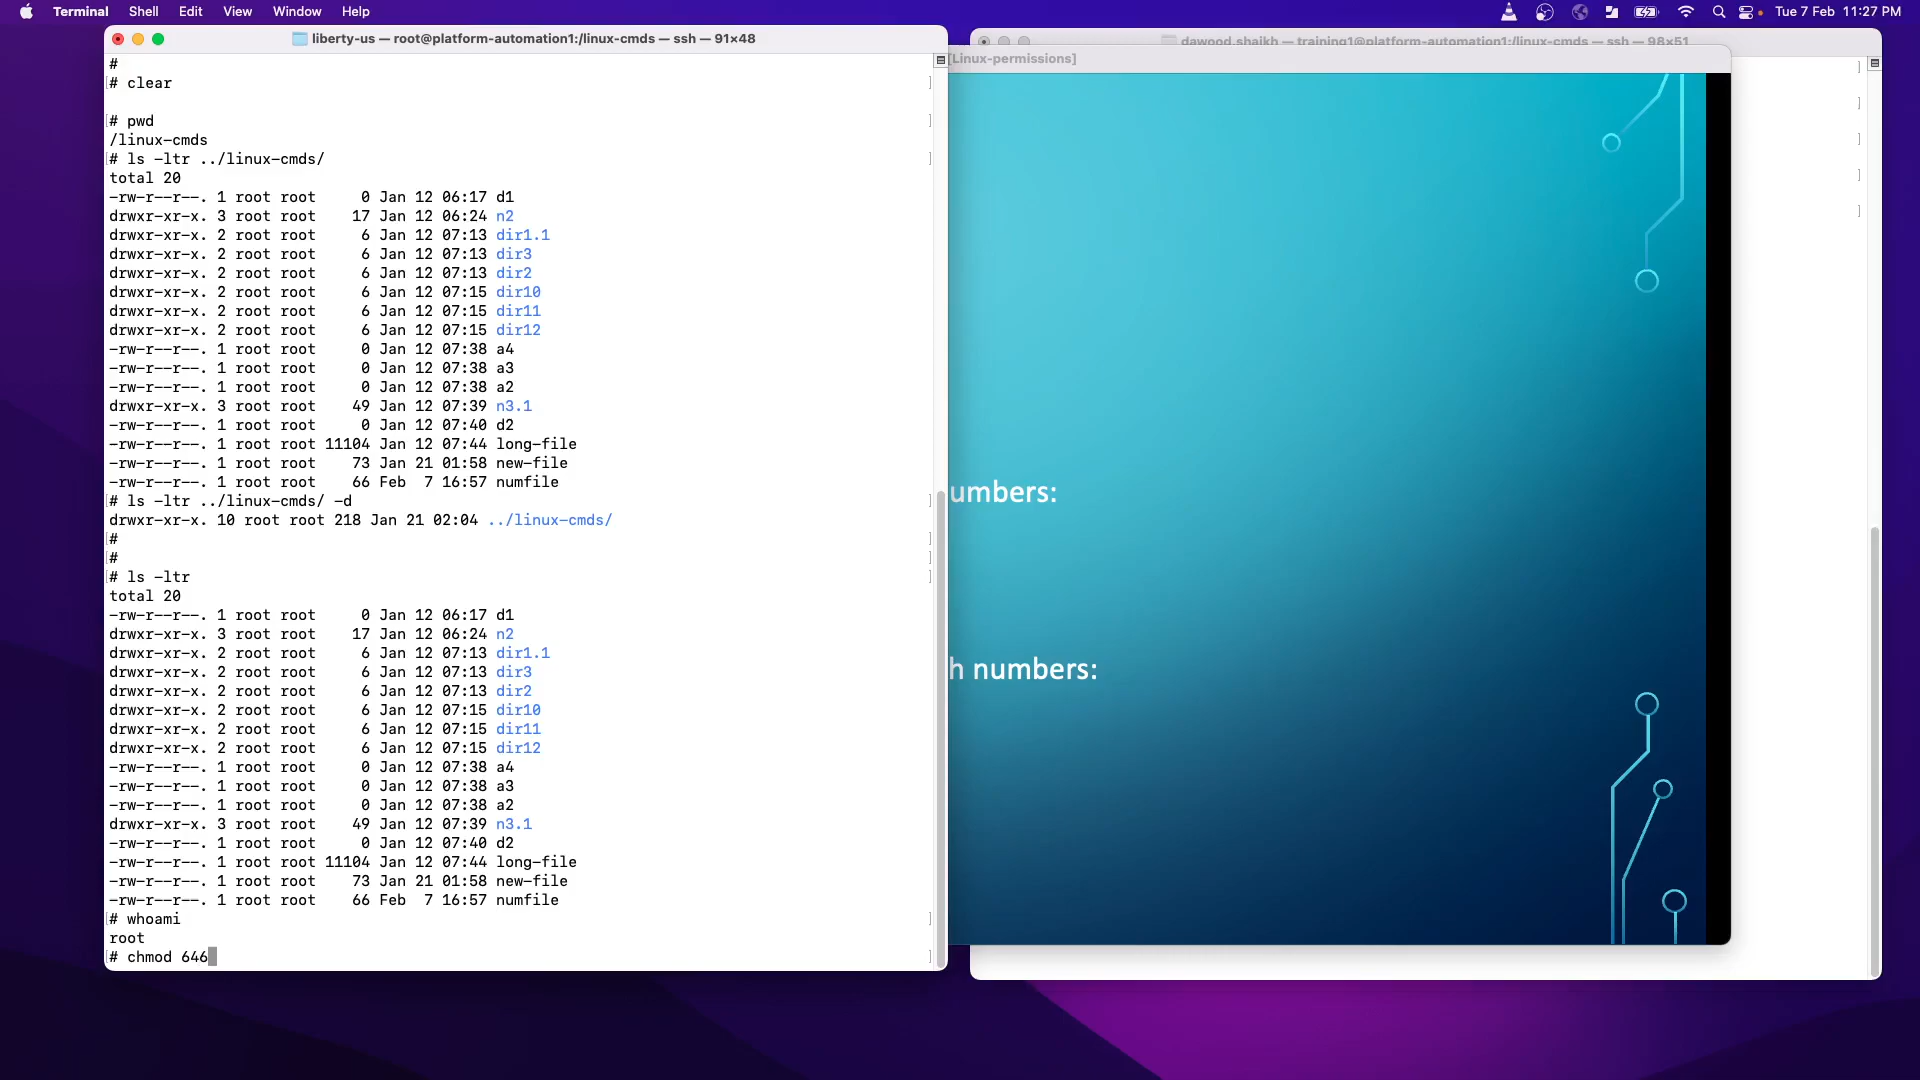 Terminal Shell Edit View Window Help
Tue 7 Feb 11:27 PM
liberty-us — root@platform-automation1:/linux-cmds — ssh — 91×48
dawood.shaikh — training1@platform-automation1:/linux-cmds — ssh — 98×51
[Linux-permissions]
#
# clear
# pwd
/linux-cmds
# ls -ltr ../linux-cmds/
total 20
-rw-r--r--. 1 root root     0 Jan 12 06:17 d1
drwxr-xr-x. 3 root root    17 Jan 12 06:24 n2
drwxr-xr-x. 2 root root     6 Jan 12 07:13 dir1.1
drwxr-xr-x. 2 root root     6 Jan 12 07:13 dir3
drwxr-xr-x. 2 root root     6 Jan 12 07:13 dir2
drwxr-xr-x. 2 root root     6 Jan 12 07:15 dir10
drwxr-xr-x. 2 root root     6 Jan 12 07:15 dir11
drwxr-xr-x. 2 root root     6 Jan 12 07:15 dir12
-rw-r--r--. 1 root root     0 Jan 12 07:38 a4
-rw-r--r--. 1 root root     0 Jan 12 07:38 a3
-rw-r--r--. 1 root root     0 Jan 12 07:38 a2
drwxr-xr-x. 3 root root    49 Jan 12 07:39 n3.1
-rw-r--r--. 1 root root     0 Jan 12 07:40 d2
-rw-r--r--. 1 root root 11104 Jan 12 07:44 long-file
-rw-r--r--. 1 root root    73 Jan 21 01:58 new-file
-rw-r--r--. 1 root root    66 Feb  7 16:57 numfile
# ls -ltr ../linux-cmds/ -d
drwxr-xr-x. 10 root root 218 Jan 21 02:04 ../linux-cmds/
#
#
# ls -ltr
total 20
-rw-r--r--. 1 root root     0 Jan 12 06:17 d1
drwxr-xr-x. 3 root root    17 Jan 12 06:24 n2
drwxr-xr-x. 2 root root     6 Jan 12 07:13 dir1.1
drwxr-xr-x. 2 root root     6 Jan 12 07:13 dir3
drwxr-xr-x. 2 root root     6 Jan 12 07:13 dir2
drwxr-xr-x. 2 root root     6 Jan 12 07:15 dir10
drwxr-xr-x. 2 root root     6 Jan 12 07:15 dir11
drwxr-xr-x. 2 root root     6 Jan 12 07:15 dir12
-rw-r--r--. 1 root root     0 Jan 12 07:38 a4
-rw-r--r--. 1 root root     0 Jan 12 07:38 a3
-rw-r--r--. 1 root root     0 Jan 12 07:38 a2
drwxr-xr-x. 3 root root    49 Jan 12 07:39 n3.1
-rw-r--r--. 1 root root     0 Jan 12 07:40 d2
-rw-r--r--. 1 root root 11104 Jan 12 07:44 long-file
-rw-r--r--. 1 root root    73 Jan 21 01:58 new-file
-rw-r--r--. 1 root root    66 Feb  7 16:57 numfile
# whoami
root
# chmod 646
umbers:
h numbers: